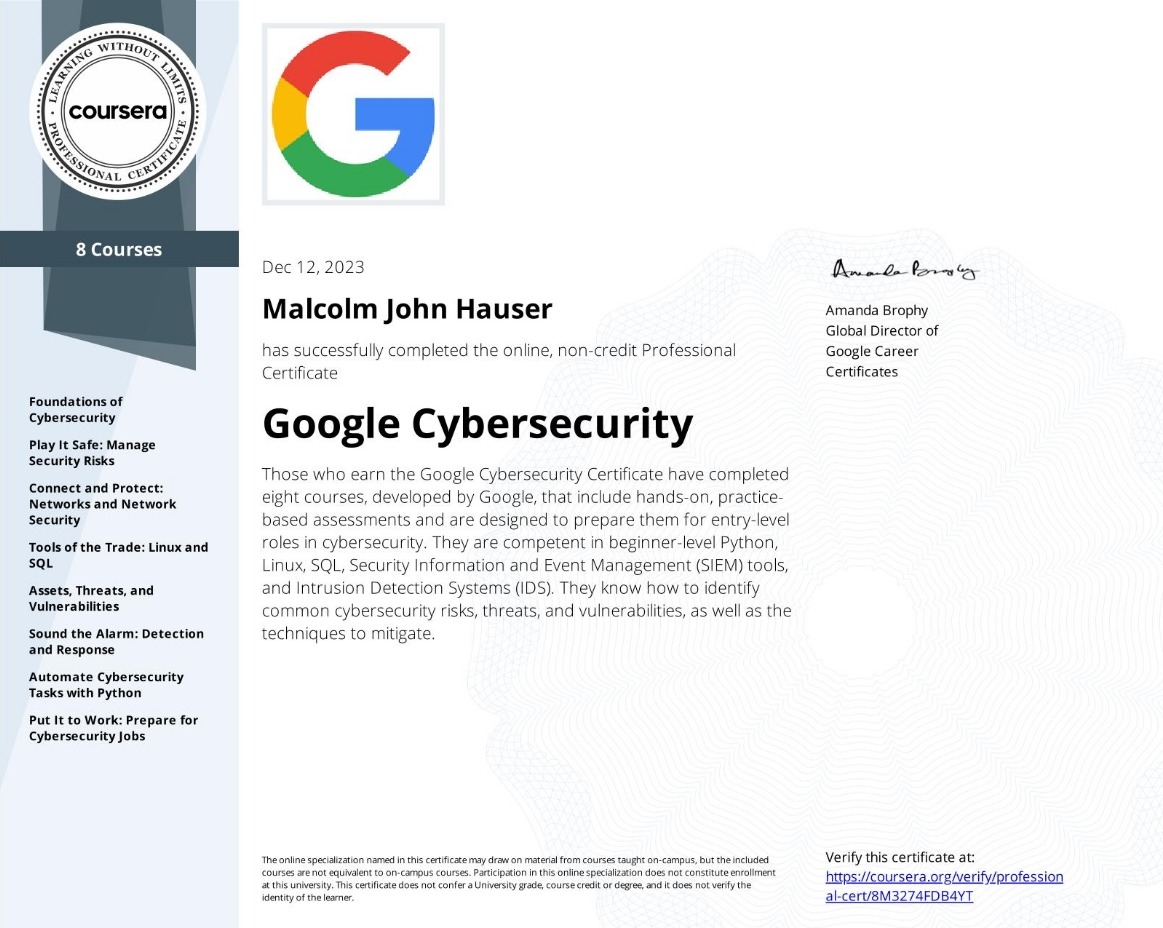 LEARNING WITHOUT LIMITS
coursera
PROFESSIONAL CERTIFICATE
8 Courses
Foundations of
Cybersecurity
Play It Safe: Manage
Security Risks
Connect and Protect:
Networks and Network
Security
Tools of the Trade: Linux and
SQL
Assets, Threats, and
Vulnerabilities
Sound the Alarm: Detection
and Response
Automate Cybersecurity
Tasks with Python
Put It to Work: Prepare for
Cybersecurity Jobs
Dec 12, 2023
Malcolm John Hauser
has successfully completed the online, non-credit Professional
Certificate
Google Cybersecurity
Those who earn the Google Cybersecurity Certificate have completed
eight courses, developed by Google, that include hands-on, practice-
based assessments and are designed to prepare them for entry-level
roles in cybersecurity. They are competent in beginner-level Python,
Linux, SQL, Security Information and Event Management (SIEM) tools,
and Intrusion Detection Systems (IDS). They know how to identify
common cybersecurity risks, threats, and vulnerabilities, as well as the
techniques to mitigate.
Amanda Brophy
Amanda Brophy
Global Director of
Google Career
Certificates
The online specialization named in this certificate may draw on material from courses taught on-campus, but the included
courses are not equivalent to on-campus courses. Participation in this online specialization does not constitute enrollment
at this university. This certificate does not confer a University grade, course credit or degree, and it does not verify the
identity of the learner.
Verify this certificate at:
https://coursera.org/verify/profession
al-cert/8M3274FDB4YT